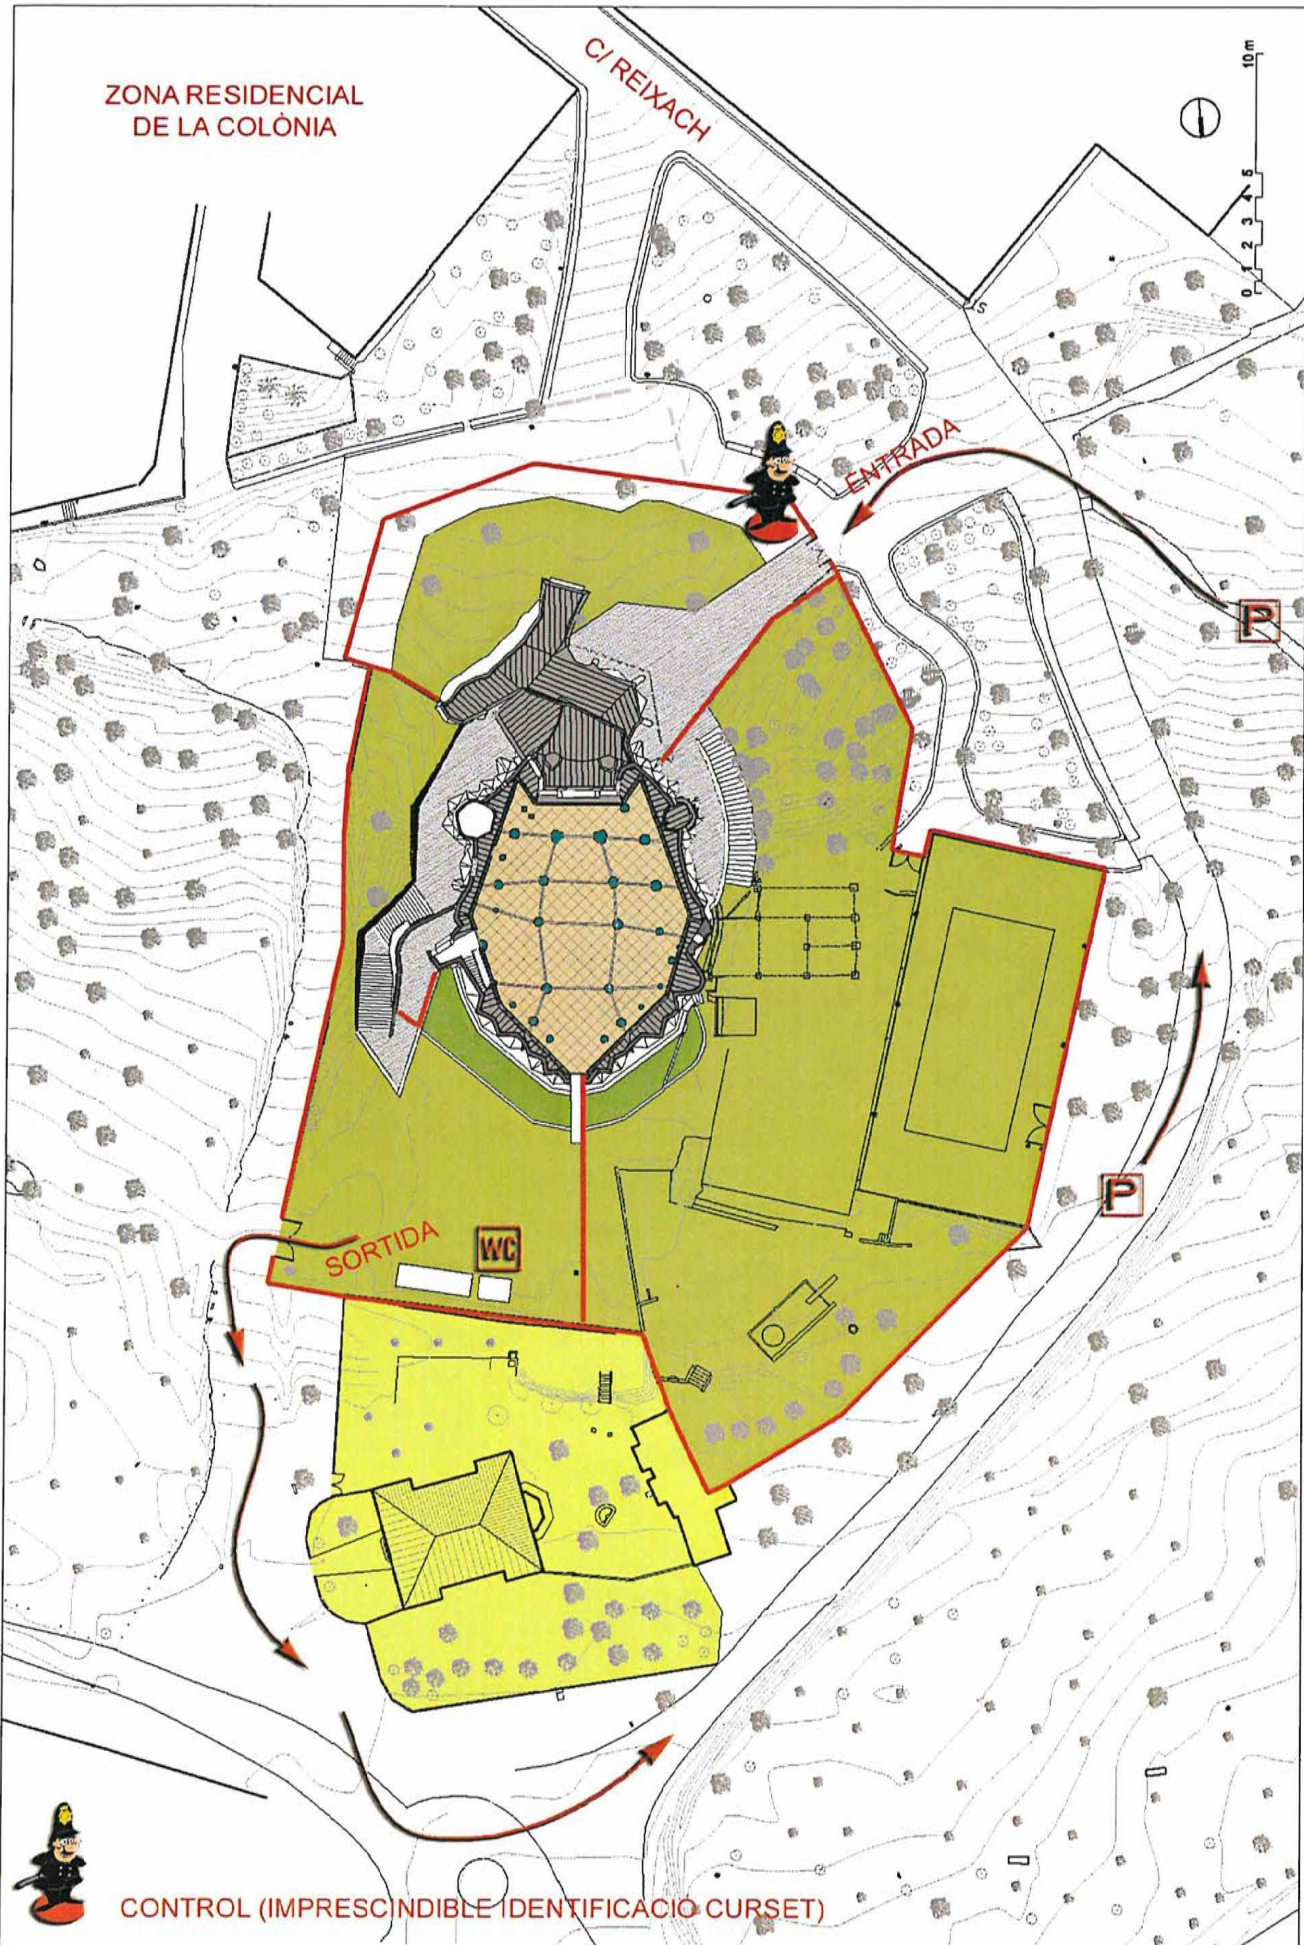 ZONA RESIDENCIAL
DE LA COLÒNIA
C/ REIXACH
10m
5
4
3
2
1
0
S
ENTRADA
P
P
SORTIDA
WC
CONTROL (IMPRESCINDIBLE IDENTIFICACIÓ CURSET)